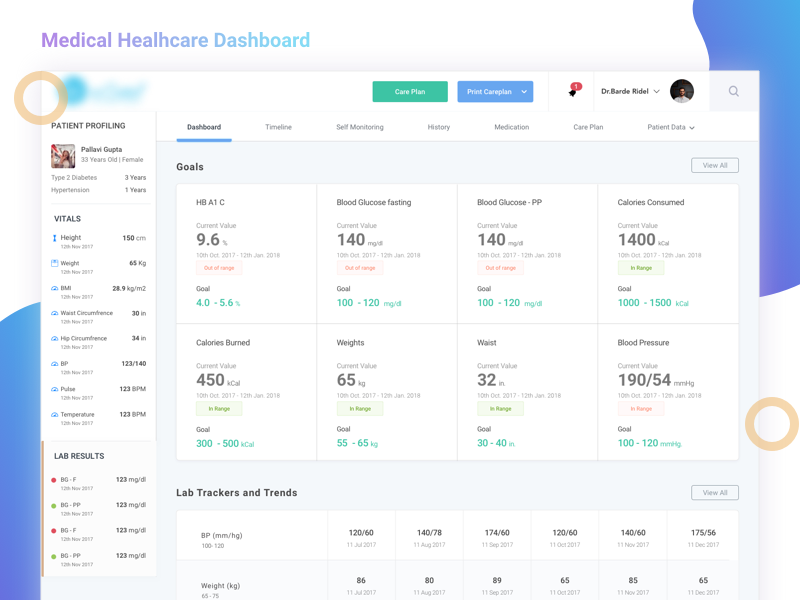 Medical Healhcare Dashboard
Care Plan
Print Careplan
1
Dr.Barde Ridel
PATIENT PROFILING
Pallavi Gupta
33 Years Old | Female
Type 2 Diabetes 3 Years
Hypertension 1 Years
VITALS
Height 150 cm
12th Nov 2017
Weight 65 Kg
12th Nov 2017
BMI 28.9 kg/m2
12th Nov 2017
Waist Circumfrence 30 in
12th Nov 2017
Hip Circumfrence 34 in
12th Nov 2017
BP 123/140
12th Nov 2017
Pulse 123 BPM
12th Nov 2017
Temperature 123 BPM
12th Nov 2017
LAB RESULTS
BG - F 123 mg/dl
12th Nov 2017
BG - PP 123 mg/dl
12th Nov 2017
BG - F 123 mg/dl
12th Nov 2017
BG - PP 123 mg/dl
12th Nov 2017
Dashboard Timeline Self Monitoring History Medication Care Plan Patient Data
Goals View All
HB A1 C
Current Value
9.6 %
10th Oct. 2017 - 12th Jan. 2018
Out of range
Goal
4.0 - 5.6 %
Blood Glucose fasting
Current Value
140 mg/dl
10th Oct. 2017 - 12th Jan. 2018
Out of range
Goal
100 - 120 mg/dl
Blood Glucose - PP
Current Value
140 mg/dl
10th Oct. 2017 - 12th Jan. 2018
Out of range
Goal
100 - 120 mg/dl
Calories Consumed
Current Value
1400 kCal
10th Oct. 2017 - 12th Jan. 2018
In Range
Goal
1000 - 1500 kCal
Calories Burned
Current Value
450 kCal
10th Oct. 2017 - 12th Jan. 2018
In Range
Goal
300 - 500 kCal
Weights
Current Value
65 kg
10th Oct. 2017 - 12th Jan. 2018
In Range
Goal
55 - 65 kg
Waist
Current Value
32 in.
10th Oct. 2017 - 12th Jan. 2018
In Range
Goal
30 - 40 in.
Blood Pressure
Current Value
190/54 mmHg
10th Oct. 2017 - 12th Jan. 2018
In Range
Goal
100 - 120 mmHg.
Lab Trackers and Trends View All
BP (mm/hg) 120/60 140/78 174/60 120/60 140/60 175/56
100- 120 11 Jul 2017 11 Aug 2017 11 Sep 2017 11 Oct 2017 11 Nov 2017 11 Dec 2017
Weight (kg) 86 80 89 65 85 65
65 - 75 11 Jul 2017 11 Aug 2017 11 Sep 2017 11 Oct 2017 11 Nov 2017 11 Dec 2017